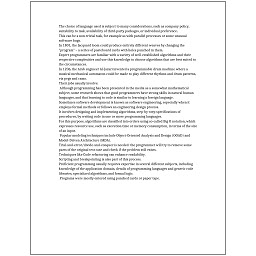 The choice of language used is subject to many considerations, such as company policy,
suitability to task, availability of third-party packages, or individual preference.
This can be a non-trivial task, for example as with parallel processes or some unusual
software bugs.
In 1801, the Jacquard loom could produce entirely different weaves by changing the
"program" - a series of pasteboard cards with holes punched in them.
Expert programmers are familiar with a variety of well-established algorithms and their
respective complexities and use this knowledge to choose algorithms that are best suited to
the circumstances.
In 1206, the Arab engineer Al-Jazari invented a programmable drum machine where a
musical mechanical automaton could be made to play different rhythms and drum patterns,
via pegs and cams.
Their jobs usually involve:
Although programming has been presented in the media as a somewhat mathematical
subject, some research shows that good programmers have strong skills in natural human
languages, and that learning to code is similar to learning a foreign language.
Sometimes software development is known as software engineering, especially when it
employs formal methods or follows an engineering design process.
It involves designing and implementing algorithms, step-by-step specifications of
procedures, by writing code in one or more programming languages.
For this purpose, algorithms are classified into orders using so-called Big O notation, which
expresses resource use, such as execution time or memory consumption, in terms of the size
of an input.
Popular modeling techniques include Object-Oriented Analysis and Design (OOAD) and
Model-Driven Architecture (MDA).
Trial-and-error/divide-and-conquer is needed: the programmer will try to remove some
parts of the original test case and check if the problem still exists.
Techniques like Code refactoring can enhance readability.
Scripting and breakpointing is also part of this process.
Proficient programming usually requires expertise in several different subjects, including
knowledge of the application domain, details of programming languages and generic code
libraries, specialized algorithms, and formal logic.
Programs were mostly entered using punched cards or paper tape.